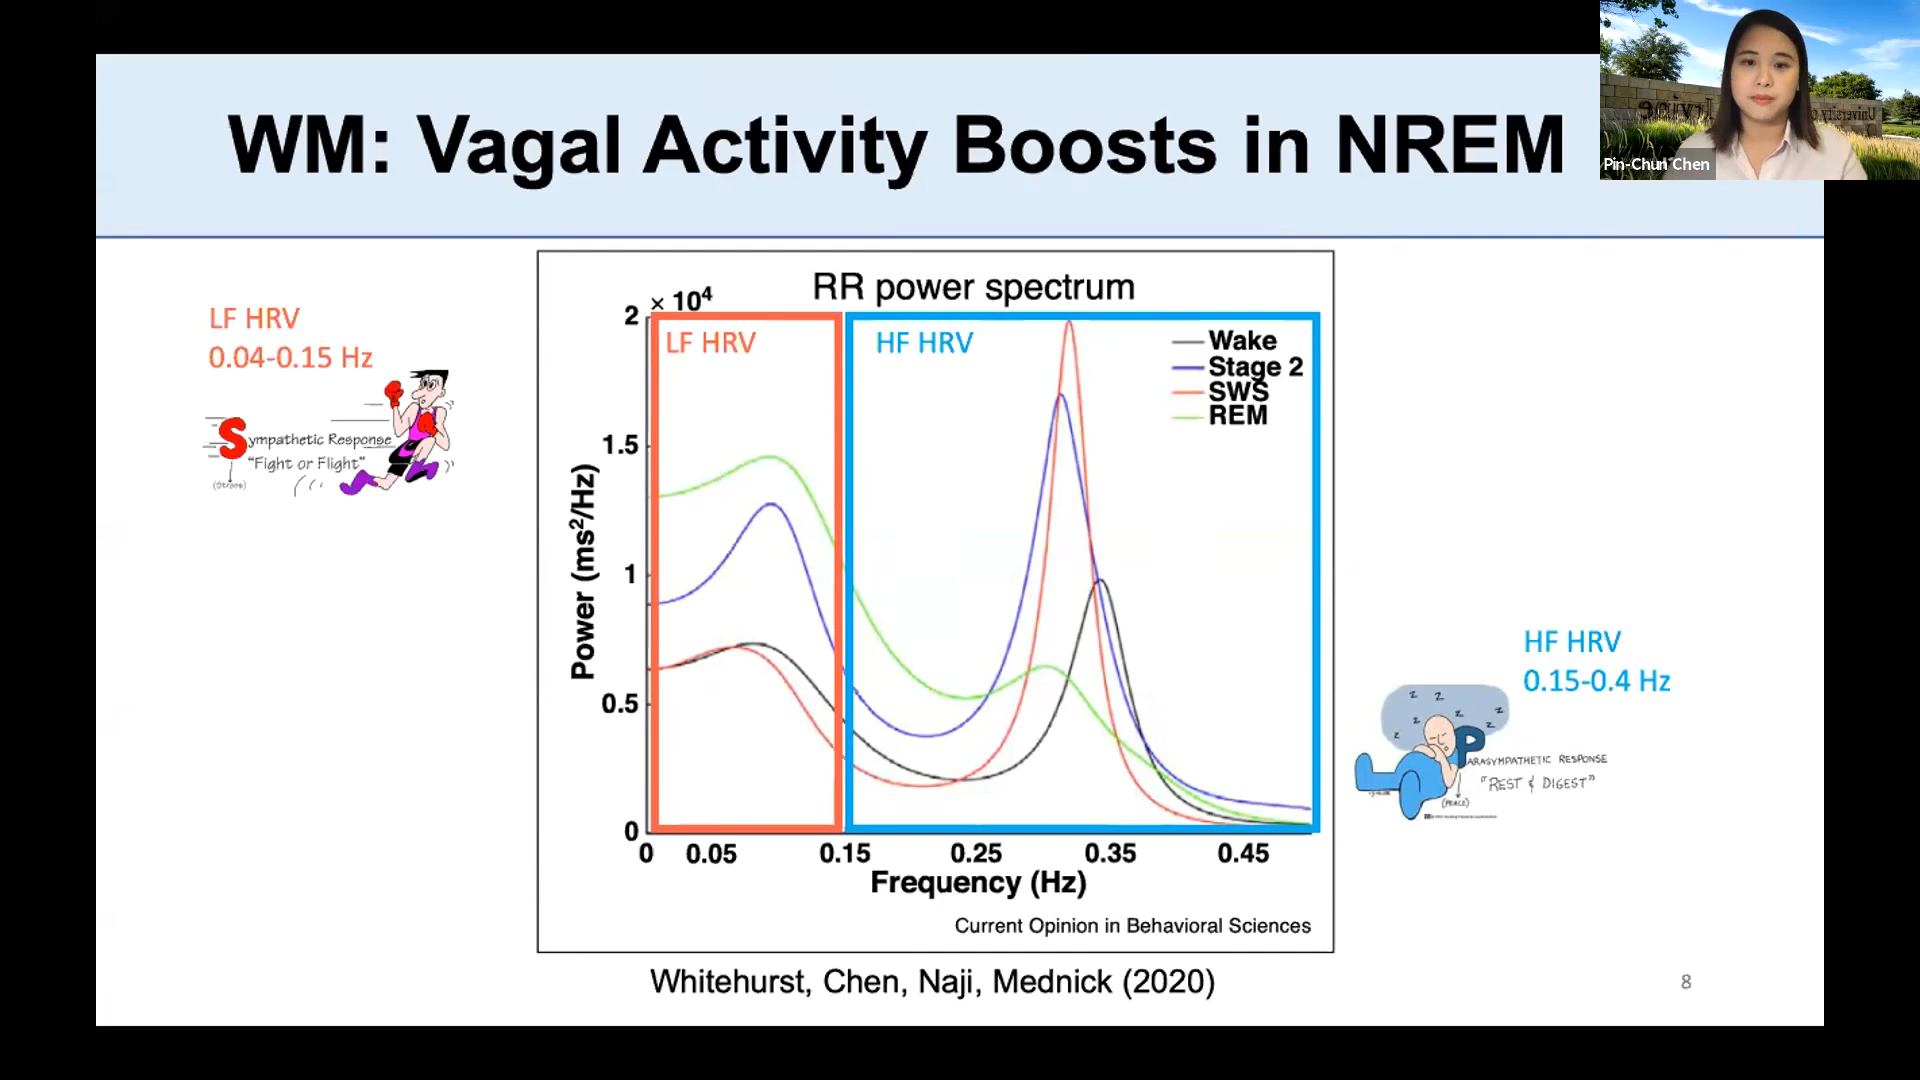 WM: Vagal Activity Boosts in NREM
Pin-Chun Chen
LF HRV
0.04-0.15 Hz
Sympathetic Response
"Fight or Flight"
(Stress)
RR power spectrum
× 10⁴
LF HRV
HF HRV
Wake
Stage 2
SWS
REM
2
1.5
1
0.5
0
Power (ms²/Hz)
0 0.05 0.15 0.25 0.35 0.45
Frequency (Hz)
Current Opinion in Behavioral Sciences
HF HRV
0.15-0.4 Hz
z z z z z z z
PARASYMPATHETIC RESPONSE
"REST & DIGEST"
(PEACE)
Whitehurst, Chen, Naji, Mednick (2020)
8